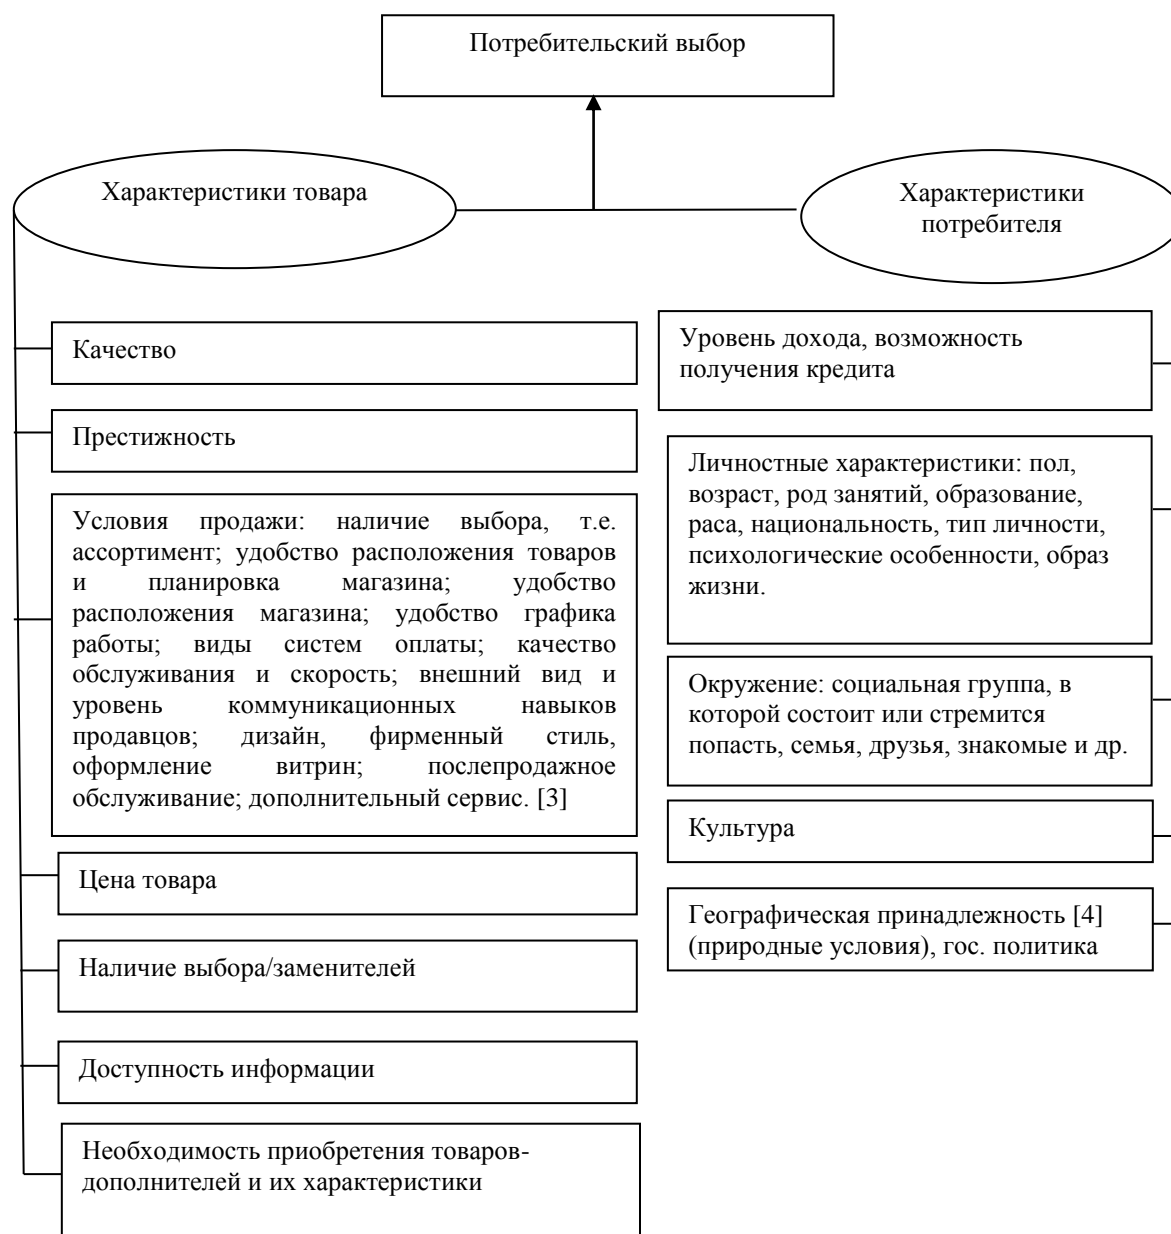 Потребительский выбор
Характеристики товара
Характеристики
потребителя
Качество
Престижность
Условия продажи: наличие выбора, т.е.
ассортимент; удобство расположения товаров
и планировка магазина; удобство
расположения магазина; удобство графика
работы; виды систем оплаты; качество
обслуживания и скорость; внешний вид и
уровень коммуникационных навыков
продавцов; дизайн, фирменный стиль,
оформление витрин; послепродажное
обслуживание; дополнительный сервис. [3]
Цена товара
Наличие выбора/заменителей
Доступность информации
Необходимость приобретения товаров-
дополнителей и их характеристики
Уровень дохода, возможность
получения кредита
Личностные характеристики: пол,
возраст, род занятий, образование,
раса, национальность, тип личности,
психологические особенности, образ
жизни.
Окружение: социальная группа, в
которой состоит или стремится
попасть, семья, друзья, знакомые и др.
Культура
Географическая принадлежность [4]
(природные условия), гос. политика